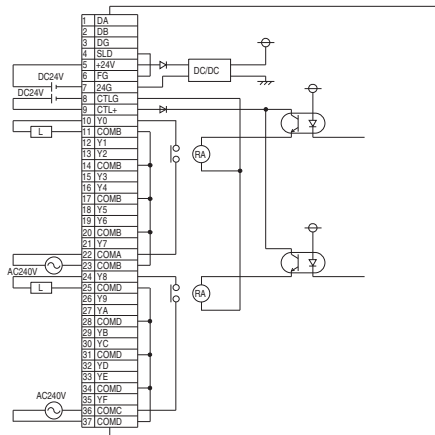 1 DA
2 DB
3 DG
4 SLD
5 +24V
6 FG
7 24G
8 CTLG
9 CTL+
10 Y0
11 COMB
12 Y1
13 Y2
14 COMB
15 Y3
16 Y4
17 COMB
18 Y5
19 Y6
20 COMB
21 Y7
22 COMA
23 COMB
24 Y8
25 COMD
26 Y9
27 YA
28 COMD
29 YB
30 YC
31 COMD
32 YD
33 YE
34 COMD
35 YF
36 COMC
37 COMD
DC24V
DC24V
L
AC240V
L
AC240V
DC/DC
RA
RA